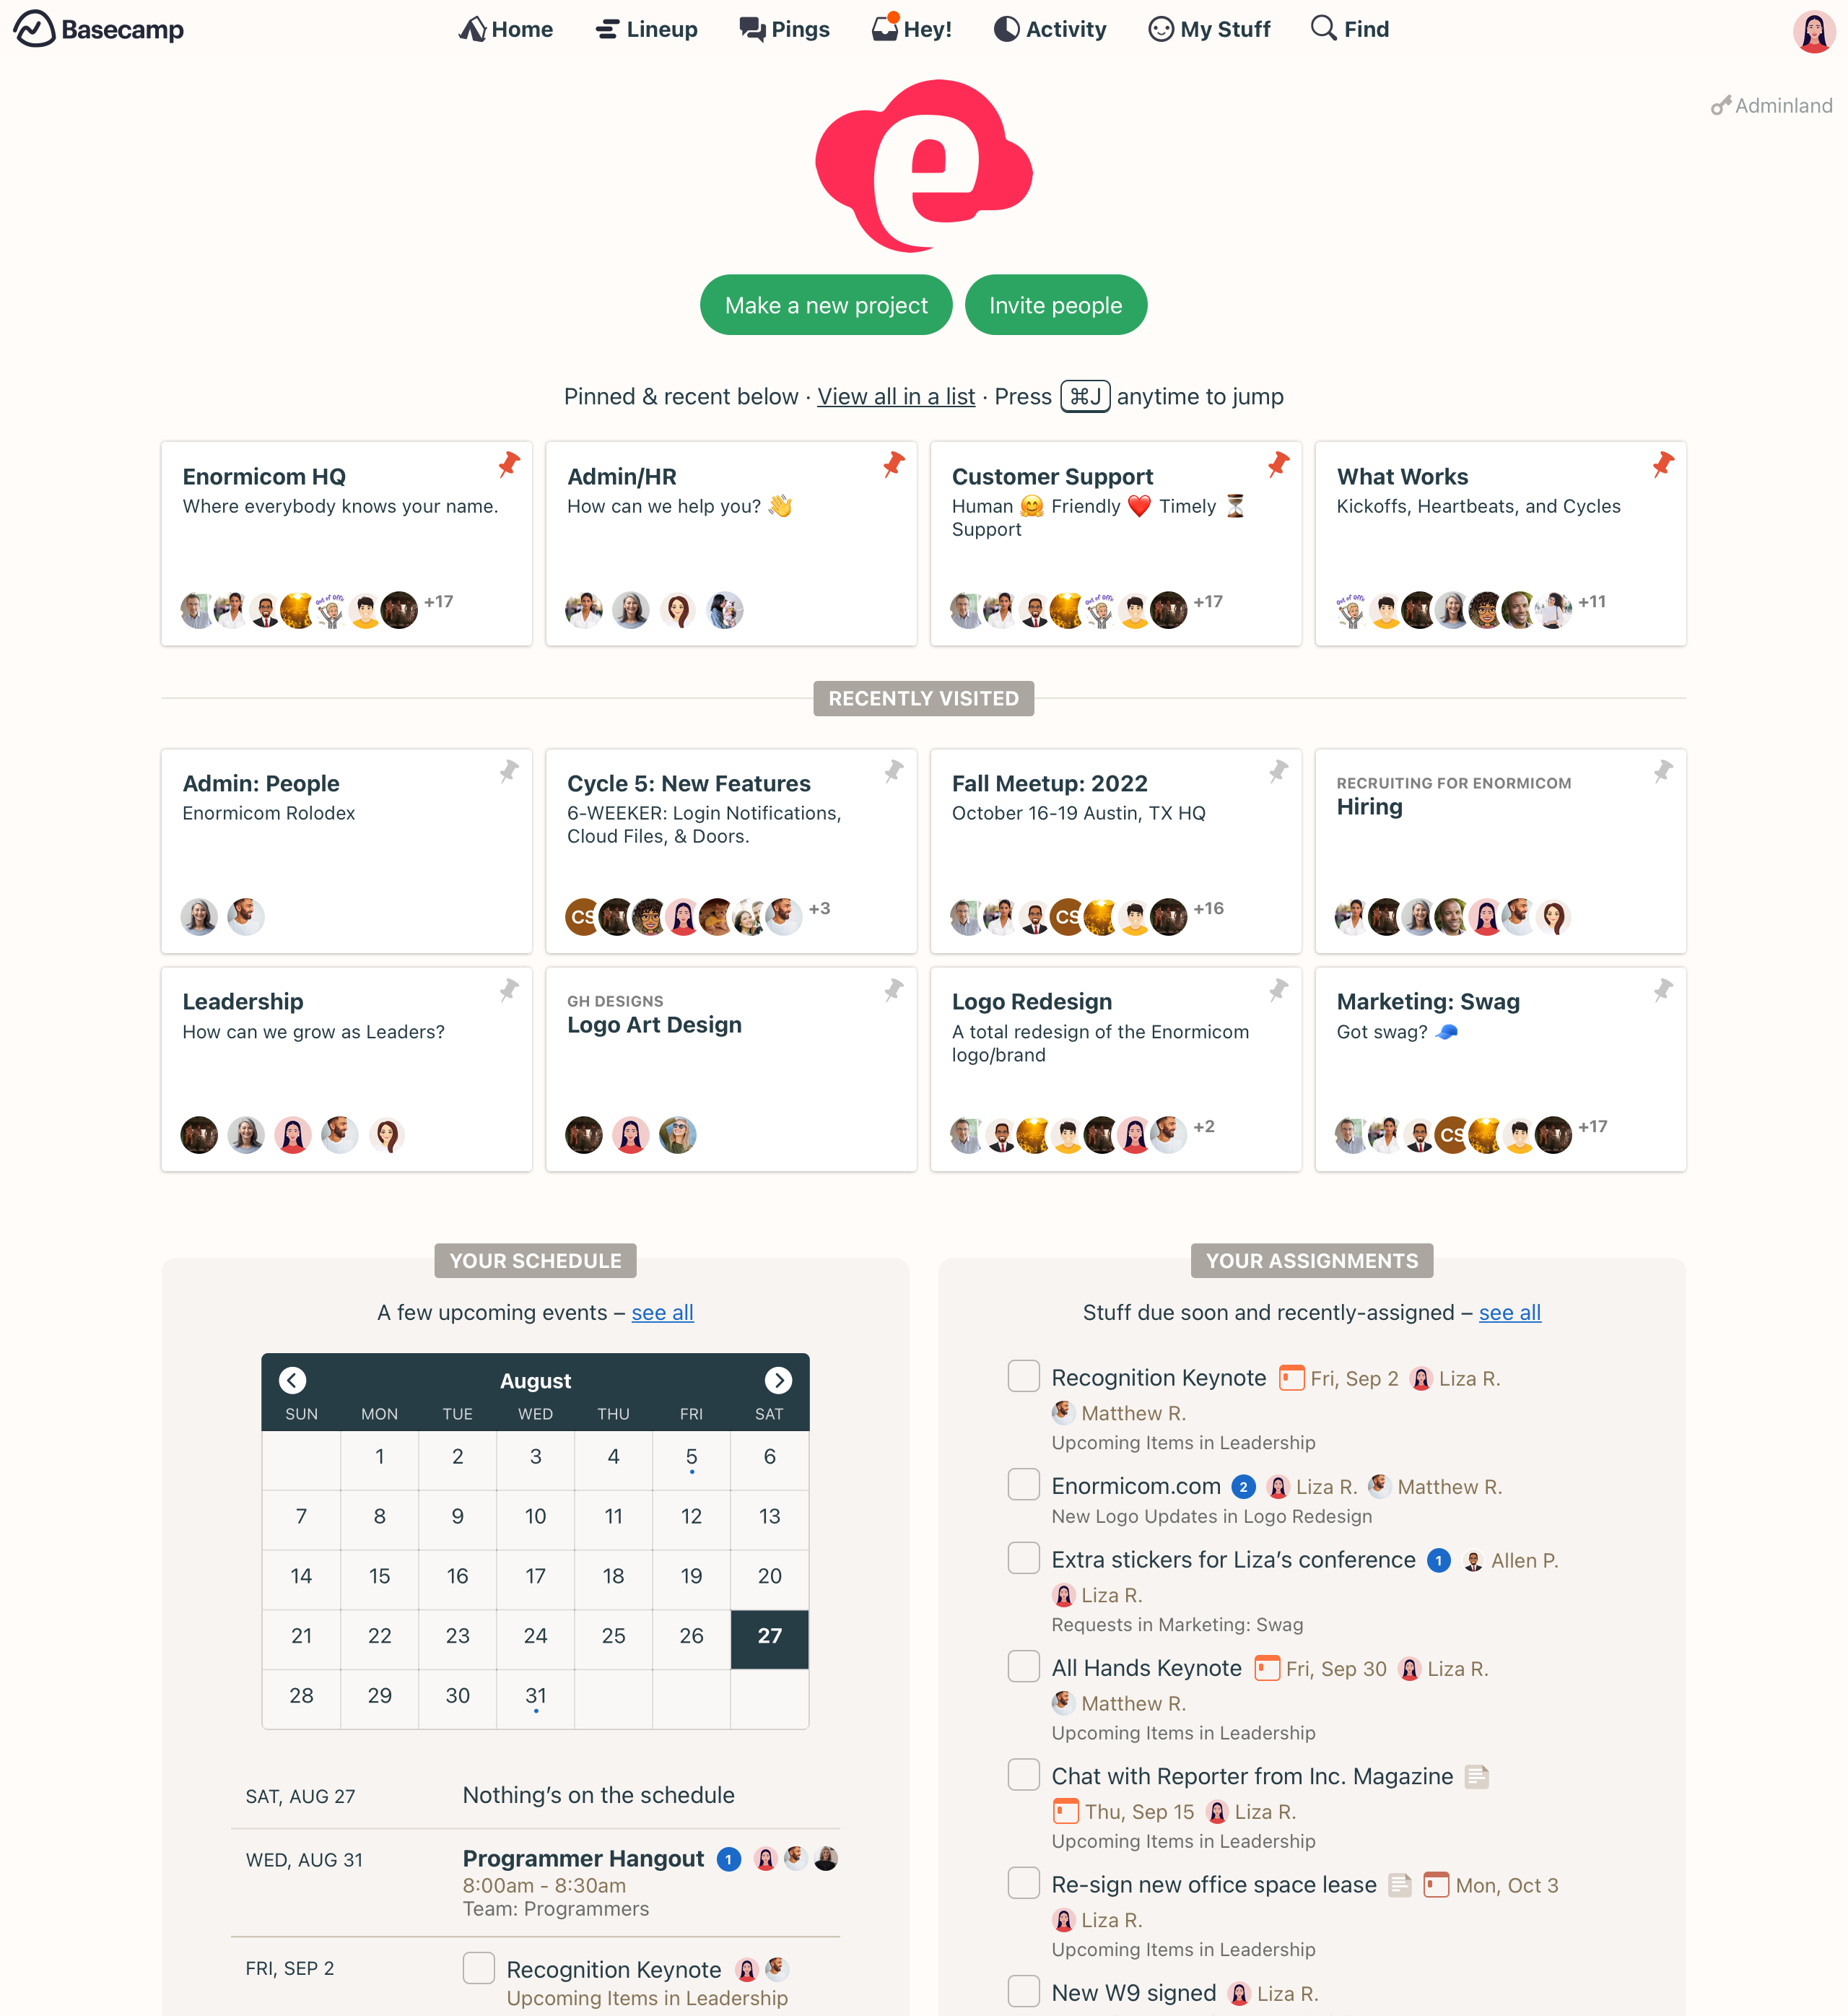 Basecamp
Home
Lineup
Pings
Hey!
Activity
My Stuff
Find
Adminland
e
Make a new project
Invite people
Pinned & recent below · View all in a list · Press ⌘J anytime to jump
Enormicom HQ
Where everybody knows your name.
+17
Admin/HR
How can we help you? 👋
Customer Support
Human 🤗 Friendly ❤️ Timely ⏳
Support
+17
What Works
Kickoffs, Heartbeats, and Cycles
+11
RECENTLY VISITED
Admin: People
Enormicom Rolodex
Cycle 5: New Features
6-WEEKER: Login Notifications,
Cloud Files, & Doors.
CS
+3
Fall Meetup: 2022
October 16-19 Austin, TX HQ
CS
+16
RECRUITING FOR ENORMICOM
Hiring
Leadership
How can we grow as Leaders?
GH DESIGNS
Logo Art Design
Logo Redesign
A total redesign of the Enormicom
logo/brand
+2
Marketing: Swag
Got swag? 🧢
CS
+17
YOUR SCHEDULE
A few upcoming events – see all
August
SUN MON TUE WED THU FRI SAT
1 2 3 4 5 6
7 8 9 10 11 12 13
14 15 16 17 18 19 20
21 22 23 24 25 26 27
28 29 30 31
SAT, AUG 27
Nothing’s on the schedule
WED, AUG 31
Programmer Hangout 1
8:00am - 8:30am
Team: Programmers
FRI, SEP 2
Recognition Keynote
Upcoming Items in Leadership
YOUR ASSIGNMENTS
Stuff due soon and recently-assigned – see all
Recognition Keynote Fri, Sep 2 Liza R.
Matthew R.
Upcoming Items in Leadership
Enormicom.com 2 Liza R. Matthew R.
New Logo Updates in Logo Redesign
Extra stickers for Liza’s conference 1 Allen P.
Liza R.
Requests in Marketing: Swag
All Hands Keynote Fri, Sep 30 Liza R.
Matthew R.
Upcoming Items in Leadership
Chat with Reporter from Inc. Magazine
Thu, Sep 15 Liza R.
Upcoming Items in Leadership
Re-sign new office space lease Mon, Oct 3
Liza R.
Upcoming Items in Leadership
New W9 signed Liza R.